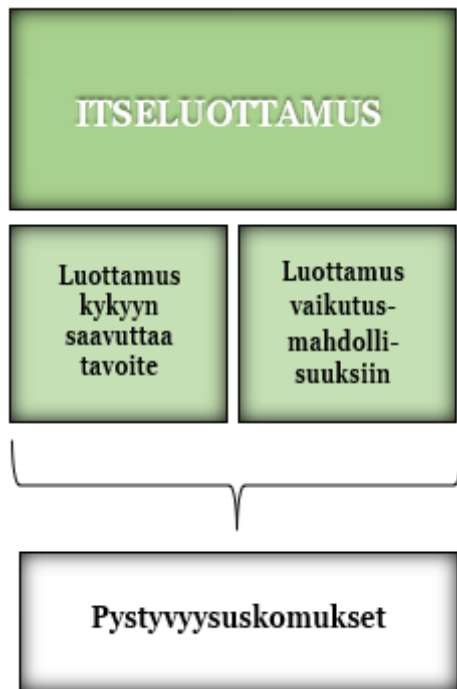 ITSELUOTTAMUS
Luottamus
kykyyn
saavuttaa
tavoite
Luottamus
vaikutus-
mahdolli-
suuksiin
Pystyvyysuskomukset